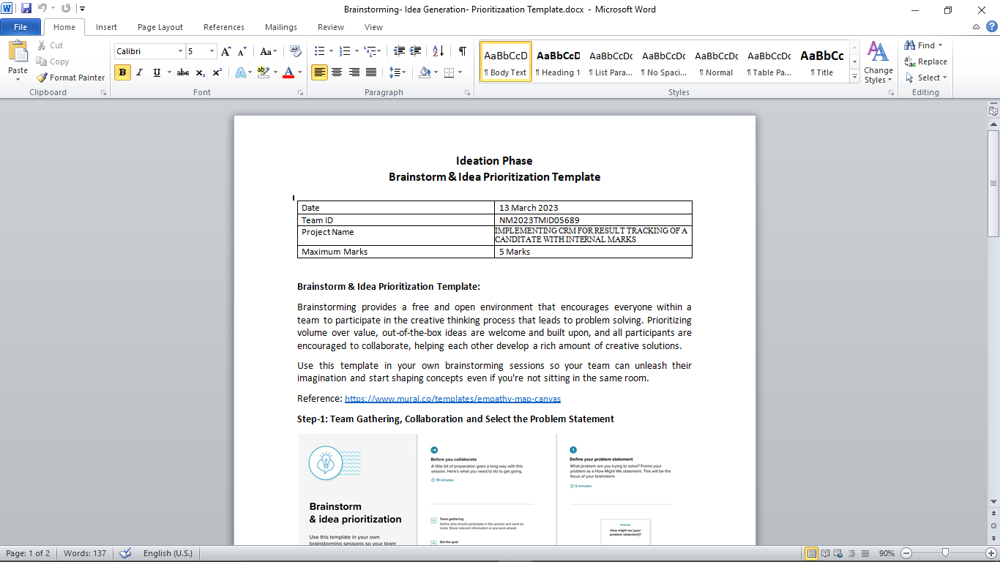 Brainstorming- Idea Generation- Prioritizaation Template.docx - Microsoft Word
File Home Insert Page Layout References Mailings Review View
Paste
Cut
Copy
Format Painter
Clipboard
Calibri 5
Font
Paragraph
AaBbCcD AaBbCcD AaBbCcDc AaBbCcDc AaBbCcDc AaBbCcDc AaBbCc
¶ Body Text ¶ Heading 1 ¶ List Para... ¶ No Spaci... ¶ Normal ¶ Table Pa... ¶ Title
Change
Styles
Styles
Find
Replace
Select
Editing
Ideation Phase
Brainstorm & Idea Prioritization Template
Date 13 March 2023
Team ID NM2023TMID05689
Project Name IMPLEMENTING CRM FOR RESULT TRACKING OF A
CANDITATE WITH INTERNAL MARKS
Maximum Marks 5 Marks
Brainstorm & Idea Prioritization Template:
Brainstorming provides a free and open environment that encourages everyone within a
team to participate in the creative thinking process that leads to problem solving. Prioritizing
volume over value, out-of-the-box ideas are welcome and built upon, and all participants are
encouraged to collaborate, helping each other develop a rich amount of creative solutions.
Use this template in your own brainstorming sessions so your team can unleash their
imagination and start shaping concepts even if you're not sitting in the same room.
Reference: https://www.mural.co/templates/empathy-map-canvas
Step-1: Team Gathering, Collaboration and Select the Problem Statement
Brainstorm
& idea prioritization
Use this template in your own
brainstorming sessions so your team
Before you collaborate
A little bit of preparation goes a long way with this
session. Here's what you need to do to get going.
10 minutes
Team gathering
Define who should participate in the session and send an
invite. Share relevant information or pre-work ahead.
Set the goal
1
Define your problem statement
What problem are you trying to solve? Frame your
problem as a How Might We statement. This will be the
focus of your brainstorm.
5 minutes
PROBLEM
How might we [your
problem statement]?
Page: 1 of 2 Words: 137 English (U.S.) 90%